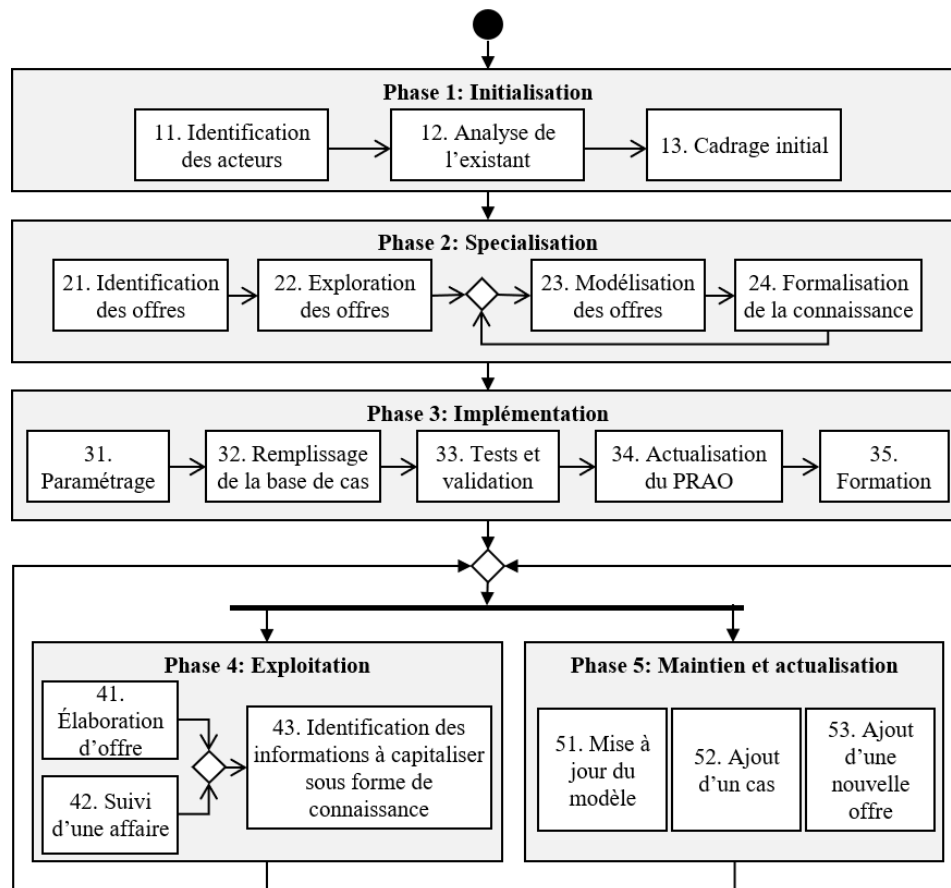 Phase 1: Initialisation
11. Identification
des acteurs
12. Analyse de
l’existant
13. Cadrage initial
Phase 2: Specialisation
21. Identification
des offres
22. Exploration
des offres
23. Modélisation
des offres
24. Formalisation
de la connaissance
Phase 3: Implémentation
31.
Paramétrage
32. Remplissage
de la base de cas
33. Tests et
validation
34. Actualisation
du PRAO
35.
Formation
Phase 4: Exploitation
41.
Élaboration
d’offre
42. Suivi
d’une affaire
43. Identification des
informations à capitaliser
sous forme de
connaissance
Phase 5: Maintien et actualisation
51. Mise à
jour du
modèle
52. Ajout
d’un cas
53. Ajout
d’une
nouvelle
offre